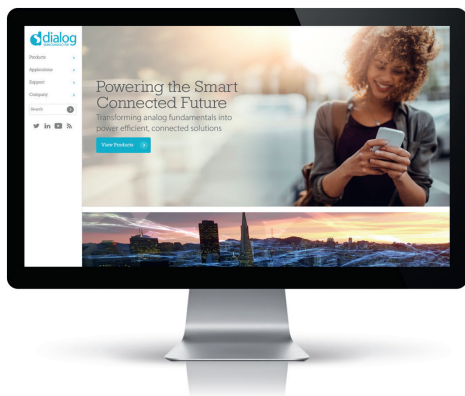 dialog
SEMICONDUCTOR
Products
Applications
Support
Company
Search
Powering the Smart
Connected Future
Transforming analog fundamentals into
power efficient, connected solutions
View Products